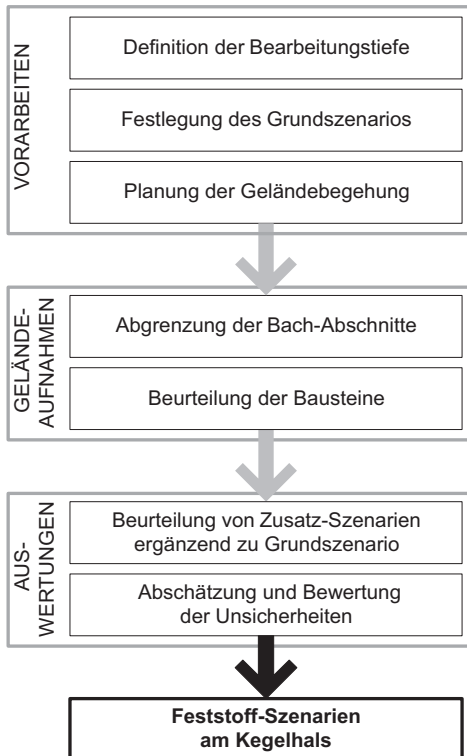 VORARBEITEN
Definition der Bearbeitungstiefe
Festlegung des Grundszenarios
Planung der Geländebegehung
GELÄNDE-
AUFNAHMEN
Abgrenzung der Bach-Abschnitte
Beurteilung der Bausteine
AUS-
WERTUNGEN
Beurteilung von Zusatz-Szenarien
ergänzend zu Grundszenario
Abschätzung und Bewertung
der Unsicherheiten
Feststoff-Szenarien
am Kegelhals